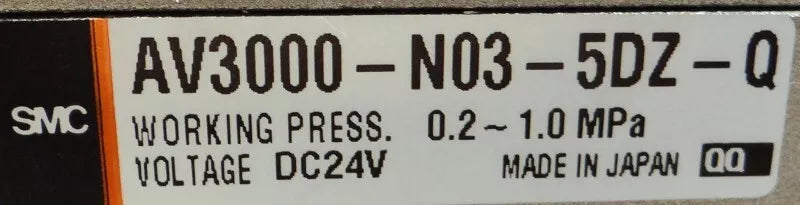 SMC
AV3000-N03-5DZ-Q
WORKING PRESS. 0.2~1.0 MPa
VOLTAGE DC24V MADE IN JAPAN QQ